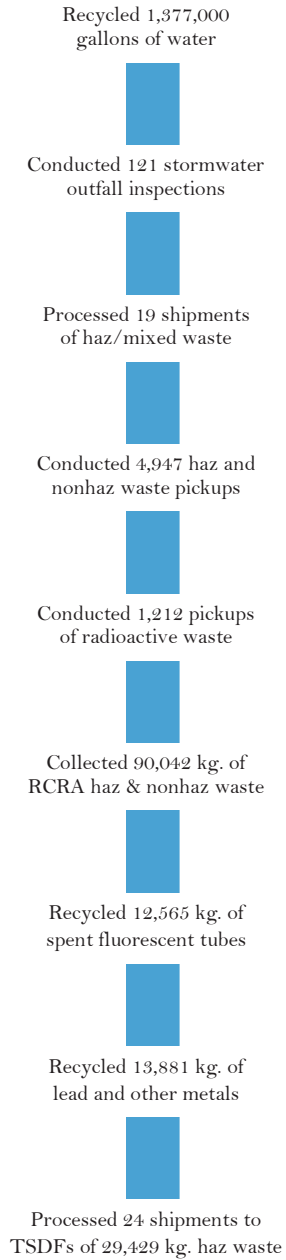 Recycled 1,377,000
gallons of water
Conducted 121 stormwater
outfall inspections
Processed 19 shipments
of haz/mixed waste
Conducted 4,947 haz and
nonhaz waste pickups
Conducted 1,212 pickups
of radioactive waste
Collected 90,042 kg. of
RCRA haz & nonhaz waste
Recycled 12,565 kg. of
spent fluorescent tubes
Recycled 13,881 kg. of
lead and other metals
Processed 24 shipments to
TSDFs of 29,429 kg. haz waste